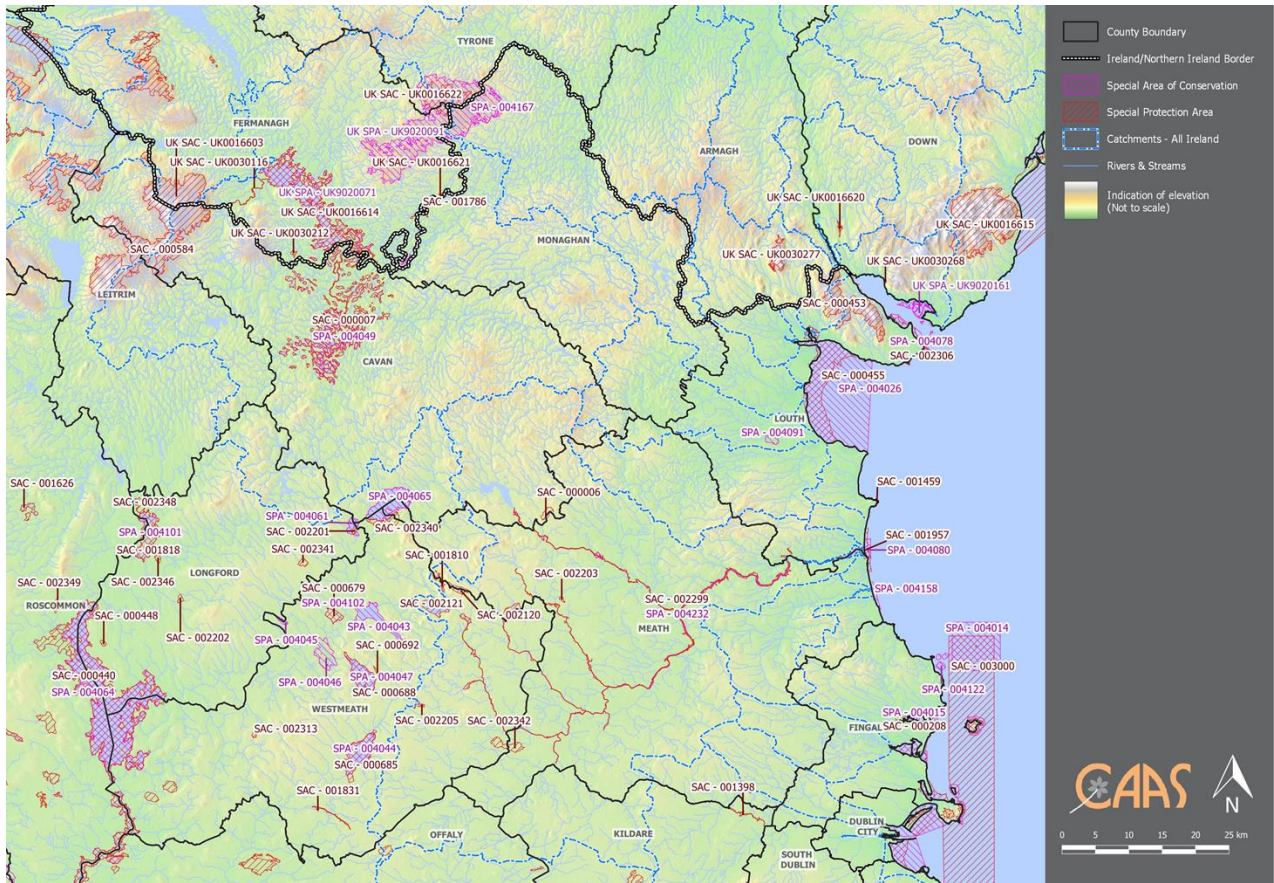 TYRONE
UK SAC - UK0016622
SPA - 004167
FERMANAGH
UK SPA - UK9020091
UK SAC - UK0016603
UK SAC - UK0030116
UK SAC - UK0016621
ARMAGH
DOWN
UK SPA - UK9020071
SAC - 001786
UK SAC - UK0016614
UK SAC - UK0016620
UK SAC - UK0016615
UK SAC - UK0030212
MONAGHAN
SAC - 000584
UK SAC - UK0030277
UK SAC - UK0030268
UK SPA - UK9020161
LEITRIM
SAC - 000453
SAC - 000007
SPA - 004049
CAVAN
SPA - 004078
SAC - 002306
SAC - 000455
SPA - 004026
LOUTH
SPA - 004091
SAC - 001626
SAC - 002348
SPA - 004065
SAC - 000006
SAC - 001459
SPA - 004101
SPA - 004061
SAC - 002201
SAC - 002340
SAC - 001957
SPA - 004080
SAC - 001818
SAC - 002341
SAC - 001810
SAC - 002346
LONGFORD
SAC - 002203
SAC - 002349
SAC - 000679
SPA - 004102
SAC - 002121
SAC - 002120
SAC - 002299
SPA - 004232
MEATH
SPA - 004158
ROSCOMMON
SAC - 000448
SPA - 004043
SAC - 002202
SPA - 004045
SAC - 000692
SPA - 004014
SAC - 000440
SPA - 004064
SPA - 004046
SPA - 004047
SAC - 000688
SAC - 003000
SPA - 004122
WESTMEATH
SAC - 002205
SAC - 002342
SPA - 004015
SAC - 000208
FINGAL
SAC - 002313
SPA - 004044
SAC - 000685
SAC - 001831
SAC - 001398
OFFALY
KILDARE
DUBLIN
CITY
SOUTH
DUBLIN
County Boundary
Ireland/Northern Ireland Border
Special Area of Conservation
Special Protection Area
Catchments - All Ireland
Rivers & Streams
Indication of elevation
(Not to scale)
CAAS
N
0 5 10 15 20 25 km